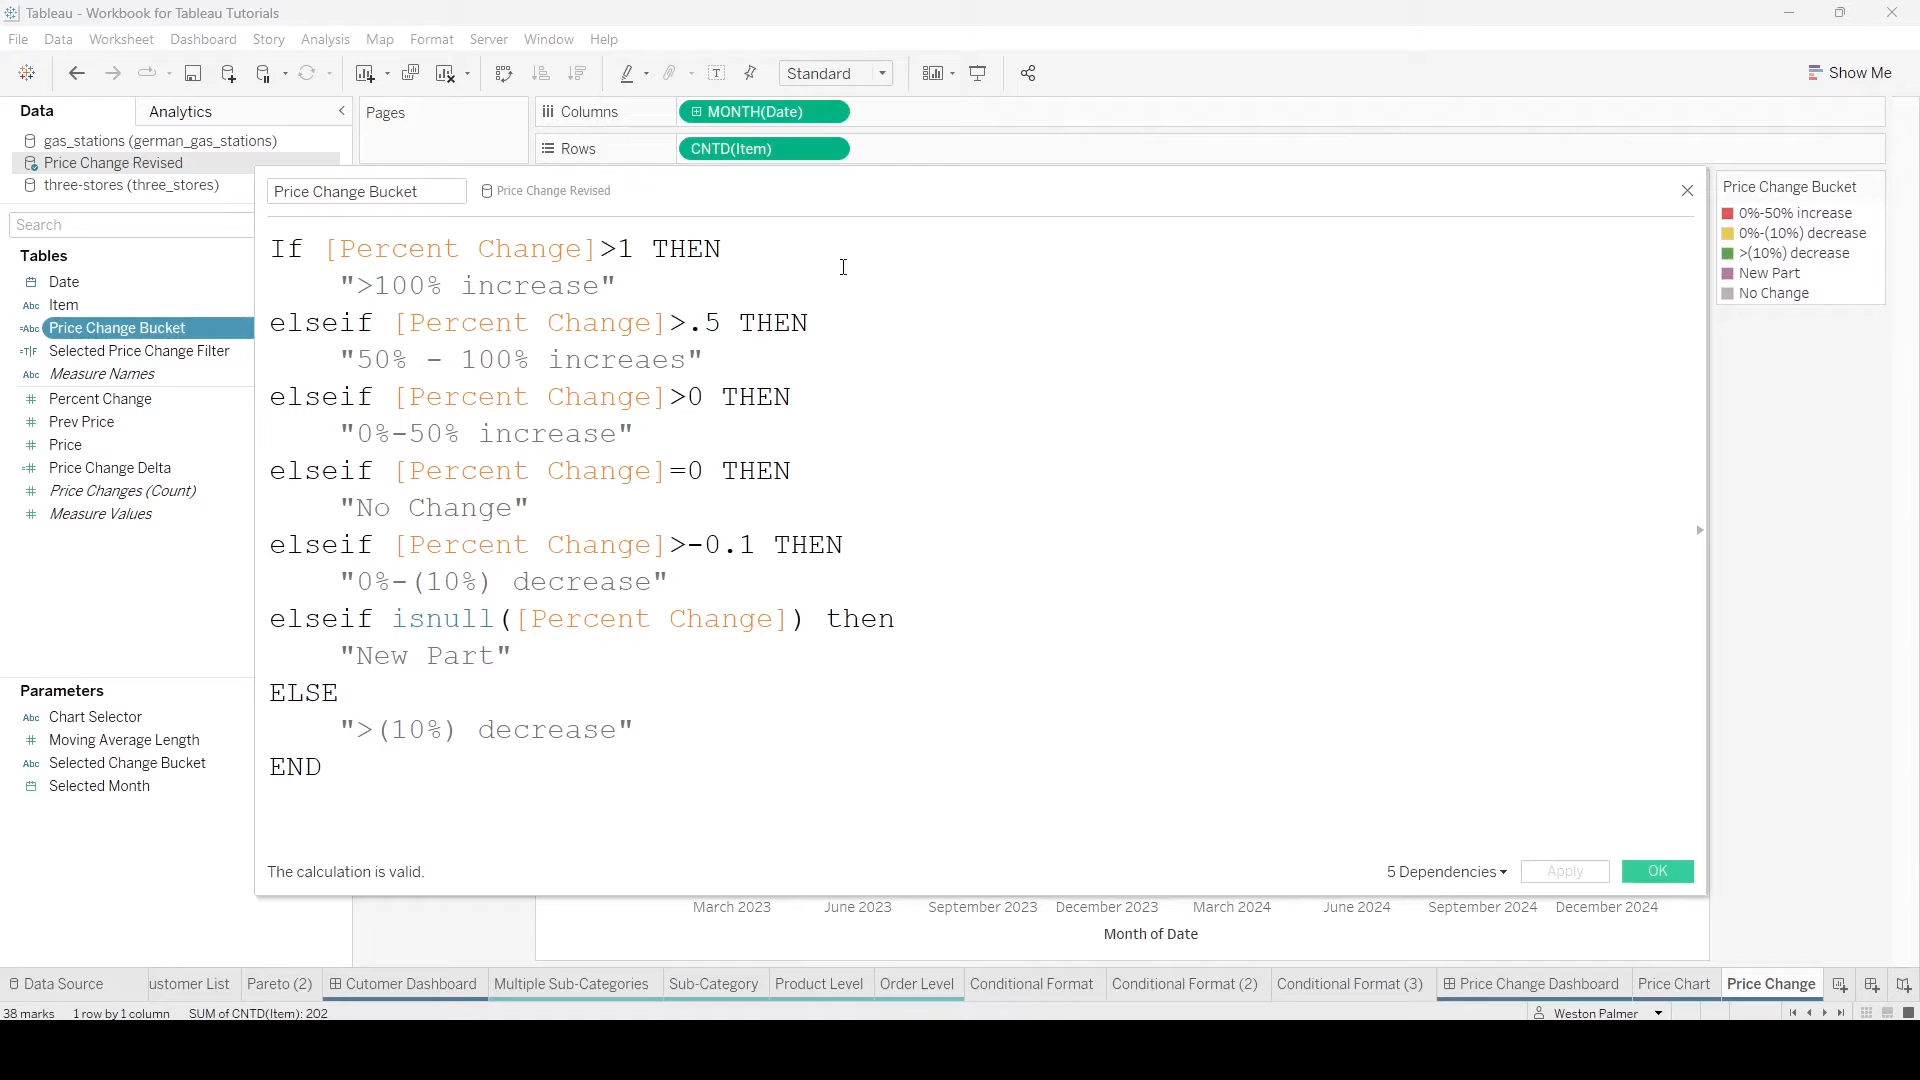 Tableau - Workbook for Tableau Tutorials
File Data Worksheet Dashboard Story Analysis Map Format Server Window Help
Standard
Show Me
Data
Analytics
gas_stations (german_gas_stations)
Price Change Revised
three-stores (three_stores)
Search
Tables
Date
Abc Item
=Abc Price Change Bucket
=T|F Selected Price Change Filter
Abc Measure Names
# Percent Change
# Prev Price
# Price
=# Price Change Delta
# Price Changes (Count)
# Measure Values
Parameters
Abc Chart Selector
# Moving Average Length
Abc Selected Change Bucket
Selected Month
Pages
Columns
MONTH(Date)
Rows
CNTD(Item)
Price Change Bucket
Price Change Revised
If [Percent Change]>1 THEN
">100% increase"
elseif [Percent Change]>.5 THEN
"50% - 100% increaes"
elseif [Percent Change]>0 THEN
"0%-50% increase"
elseif [Percent Change]=0 THEN
"No Change"
elseif [Percent Change]>-0.1 THEN
"0%-(10%) decrease"
elseif isnull([Percent Change]) then
"New Part"
ELSE
">(10%) decrease"
END
The calculation is valid.
5 Dependencies
Apply
OK
Price Change Bucket
0%-50% increase
0%-(10%) decrease
>(10%) decrease
New Part
No Change
March 2023 June 2023 September 2023 December 2023 March 2024 June 2024 September 2024 December 2024
Month of Date
Data Source
ustomer List
Pareto (2)
Cutomer Dashboard
Multiple Sub-Categories
Sub-Category
Product Level
Order Level
Conditional Format
Conditional Format (2)
Conditional Format (3)
Price Change Dashboard
Price Chart
Price Change
38 marks 1 row by 1 column SUM of CNTD(Item): 202
Weston Palmer